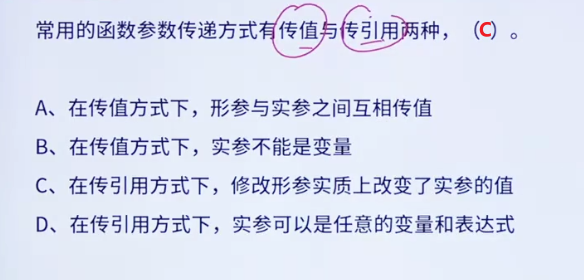 常用的函数参数传递方式有传值与传引用两种，（C）。
A、在传值方式下，形参与实参之间互相传值
B、在传值方式下，实参不能是变量
C、在传引用方式下，修改形参实质上改变了实参的值
D、在传引用方式下，实参可以是任意的变量和表达式